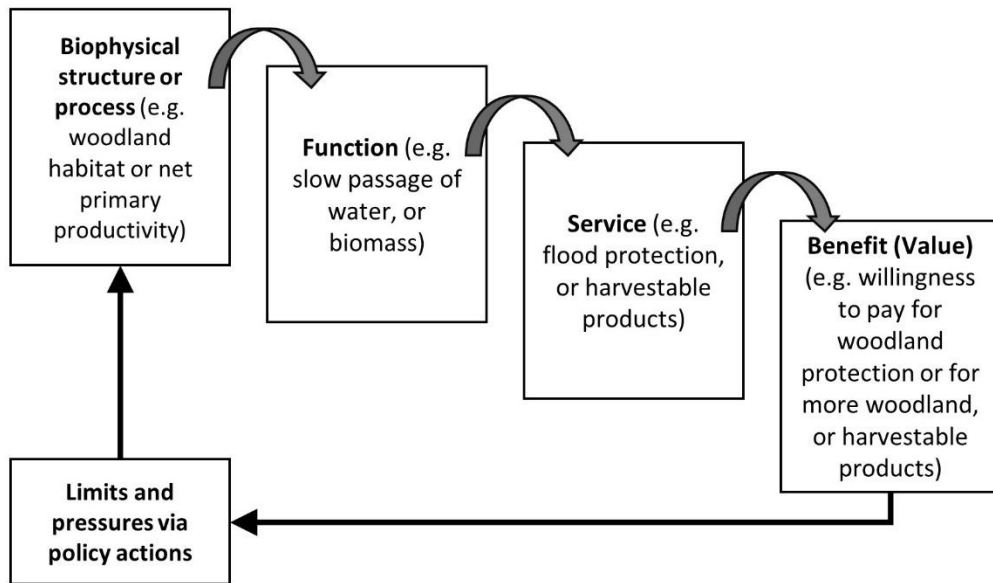 Biophysical
structure or
process (e.g.
woodland
habitat or net
primary
productivity)
Function (e.g.
slow passage of
water, or
biomass)
Service (e.g.
flood protection,
or harvestable
products)
Benefit (Value)
(e.g. willingness
to pay for
woodland
protection or for
more woodland,
or harvestable
products)
Limits and
pressures via
policy actions